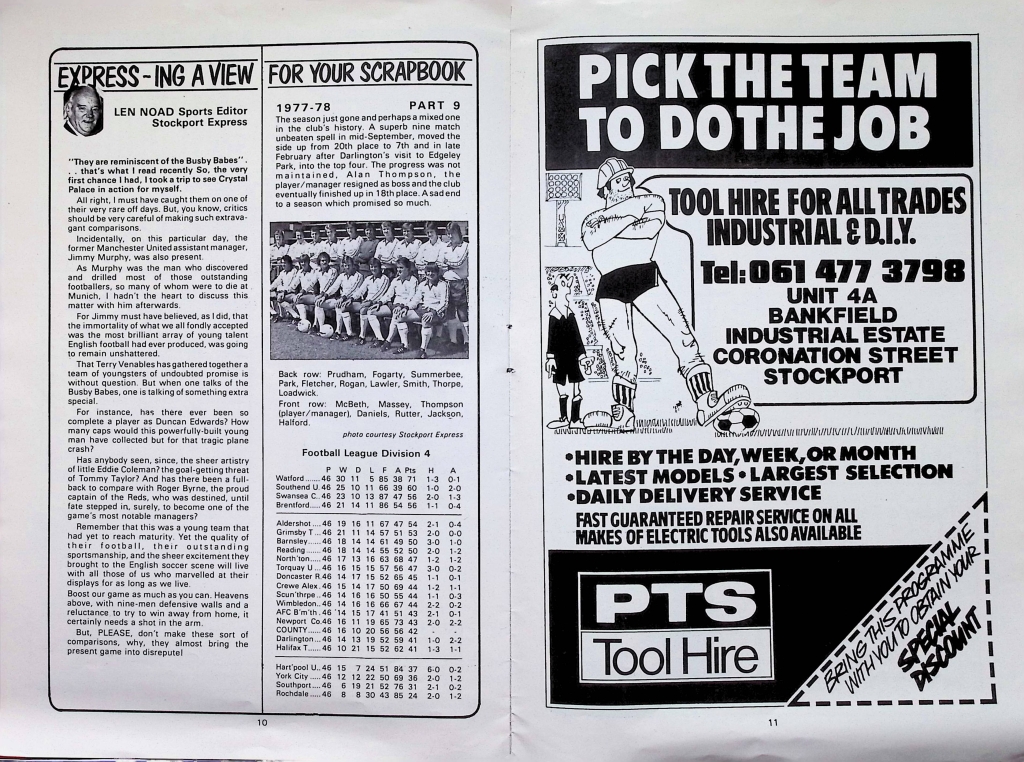 EXPRESS-ING A VIEW
LEN NOAD Sports Editor
Stockport Express
"They are reminiscent of the Busby Babes" .
. . that's what I read recently So, the very
first chance I had, I took a trip to see Crystal
Palace in action for myself.
All right, I must have caught them on one of
their very rare off days. But, you know, critics
should be very careful of making such extrava-
gant comparisons.
Incidentally, on this particular day, the
former Manchester United assistant manager,
Jimmy Murphy, was also present.
As Murphy was the man who discovered
and drilled most of those outstanding
footballers, so many of whom were to die at
Munich, I hadn't the heart to discuss this
matter with him afterwards.
For Jimmy must have believed, as I did, that
the immortality of what we all fondly accepted
was the most brilliant array of young talent
English football had ever produced, was going
to remain unshattered.
That Terry Venables has gathered together a
team of youngsters of undoubted promise is
without question. But when one talks of the
Busby Babes, one is talking of something extra
special.
For instance, has there ever been so
complete a player as Duncan Edwards? How
many caps would this powerfully-built young
man have collected but for that tragic plane
crash?
Has anybody seen, since, the sheer artistry
of little Eddie Coleman? the goal-getting threat
of Tommy Taylor? And has there been a full-
back to compare with Roger Byrne, the proud
captain of the Reds, who was destined, until
fate stepped in, surely, to become one of the
game's most notable managers?
Remember that this was a young team that
had yet to reach maturity. Yet the quality of
their football, their outstanding
sportsmanship, and the sheer excitement they
brought to the English soccer scene will live
with all those of us who marvelled at their
displays for as long as we live.
Boost our game as much as you can. Heavens
above, with nine-men defensive walls and a
reluctance to try to win away from home, it
certainly needs a shot in the arm.
But, PLEASE, don't make these sort of
comparisons, why, they almost bring the
present game into disrepute!
FOR YOUR SCRAPBOOK
1977-78 PART 9
The season just gone and perhaps a mixed one
in the club's history. A superb nine match
unbeaten spell in mid-September, moved the
side up from 20th place to 7th and in late
February after Darlington's visit to Edgeley
Park, into the top four. The progress was not
maintained, Alan Thompson, the
player/manager resigned as boss and the club
eventually finished up in 18th place. A sad end
to a season which promised so much.
Back row: Prudham, Fogarty, Summerbee,
Park, Fletcher, Rogan, Lawler, Smith, Thorpe,
Loadwick.
Front row: McBeth, Massey, Thompson
(player/manager), Daniels, Rutter, Jackson,
Halford.
photo courtesy Stockport Express
Football League Division 4
P W D L F A Pts H A
Watford ....... 46 30 11 5 85 38 71 1-3 0-1
Southend U. 46 25 10 11 66 39 60 1-0 2-0
Swansea C.. 46 23 10 13 87 47 56 2-0 1-3
Brentford..... 46 21 14 11 86 54 56 1-1 0-4
Aldershot .... 46 19 16 11 67 47 54 2-1 0-4
Grimsby T ... 46 21 11 14 57 51 53 2-0 0-0
Barnsley...... 46 18 14 14 61 49 50 3-0 1-0
Reading ...... 46 18 14 14 55 52 50 2-0 1-2
North'ton..... 46 17 13 16 63 68 47 1-2 1-2
Torquay U ... 46 16 15 15 57 56 47 3-0 0-2
Doncaster R. 46 14 17 15 52 65 45 1-1 0-1
Crewe Alex . 46 15 14 17 50 69 44 1-2 1-1
Scun'thrpe .. 46 14 16 16 50 55 44 1-1 0-3
Wimbledon.. 46 14 16 16 66 67 44 2-2 0-2
AFC B'm'th . 46 14 15 17 41 51 43 2-1 0-1
Newport Co. 46 16 11 19 65 73 43 2-0 2-2
COUNTY...... 46 16 10 20 56 56 42 - -
Darlington ... 46 14 13 19 52 59 41 1-0 2-2
Halifax T...... 46 10 21 15 52 62 41 1-3 1-1
Hart'pool U.. 46 15 7 24 51 84 37 6-0 0-2
York City ..... 46 12 12 22 50 69 36 2-0 1-2
Southport.... 46 6 19 21 52 76 31 2-1 0-2
Rochdale..... 46 8 8 30 43 85 24 2-0 1-2
10
PICK THE TEAM
TO DO THE JOB
TOOL HIRE FOR ALL TRADES
INDUSTRIAL & D.I.Y.
Tel: 061 477 3798
UNIT 4A
BANKFIELD
INDUSTRIAL ESTATE
CORONATION STREET
STOCKPORT
•HIRE BY THE DAY, WEEK, OR MONTH
•LATEST MODELS • LARGEST SELECTION
•DAILY DELIVERY SERVICE
FAST GUARANTEED REPAIR SERVICE ON ALL
MAKES OF ELECTRIC TOOLS ALSO AVAILABLE
PTS
Tool Hire
BRING THIS PROGRAMME
WITH YOU TO OBTAIN YOUR
SPECIAL
DISCOUNT
11